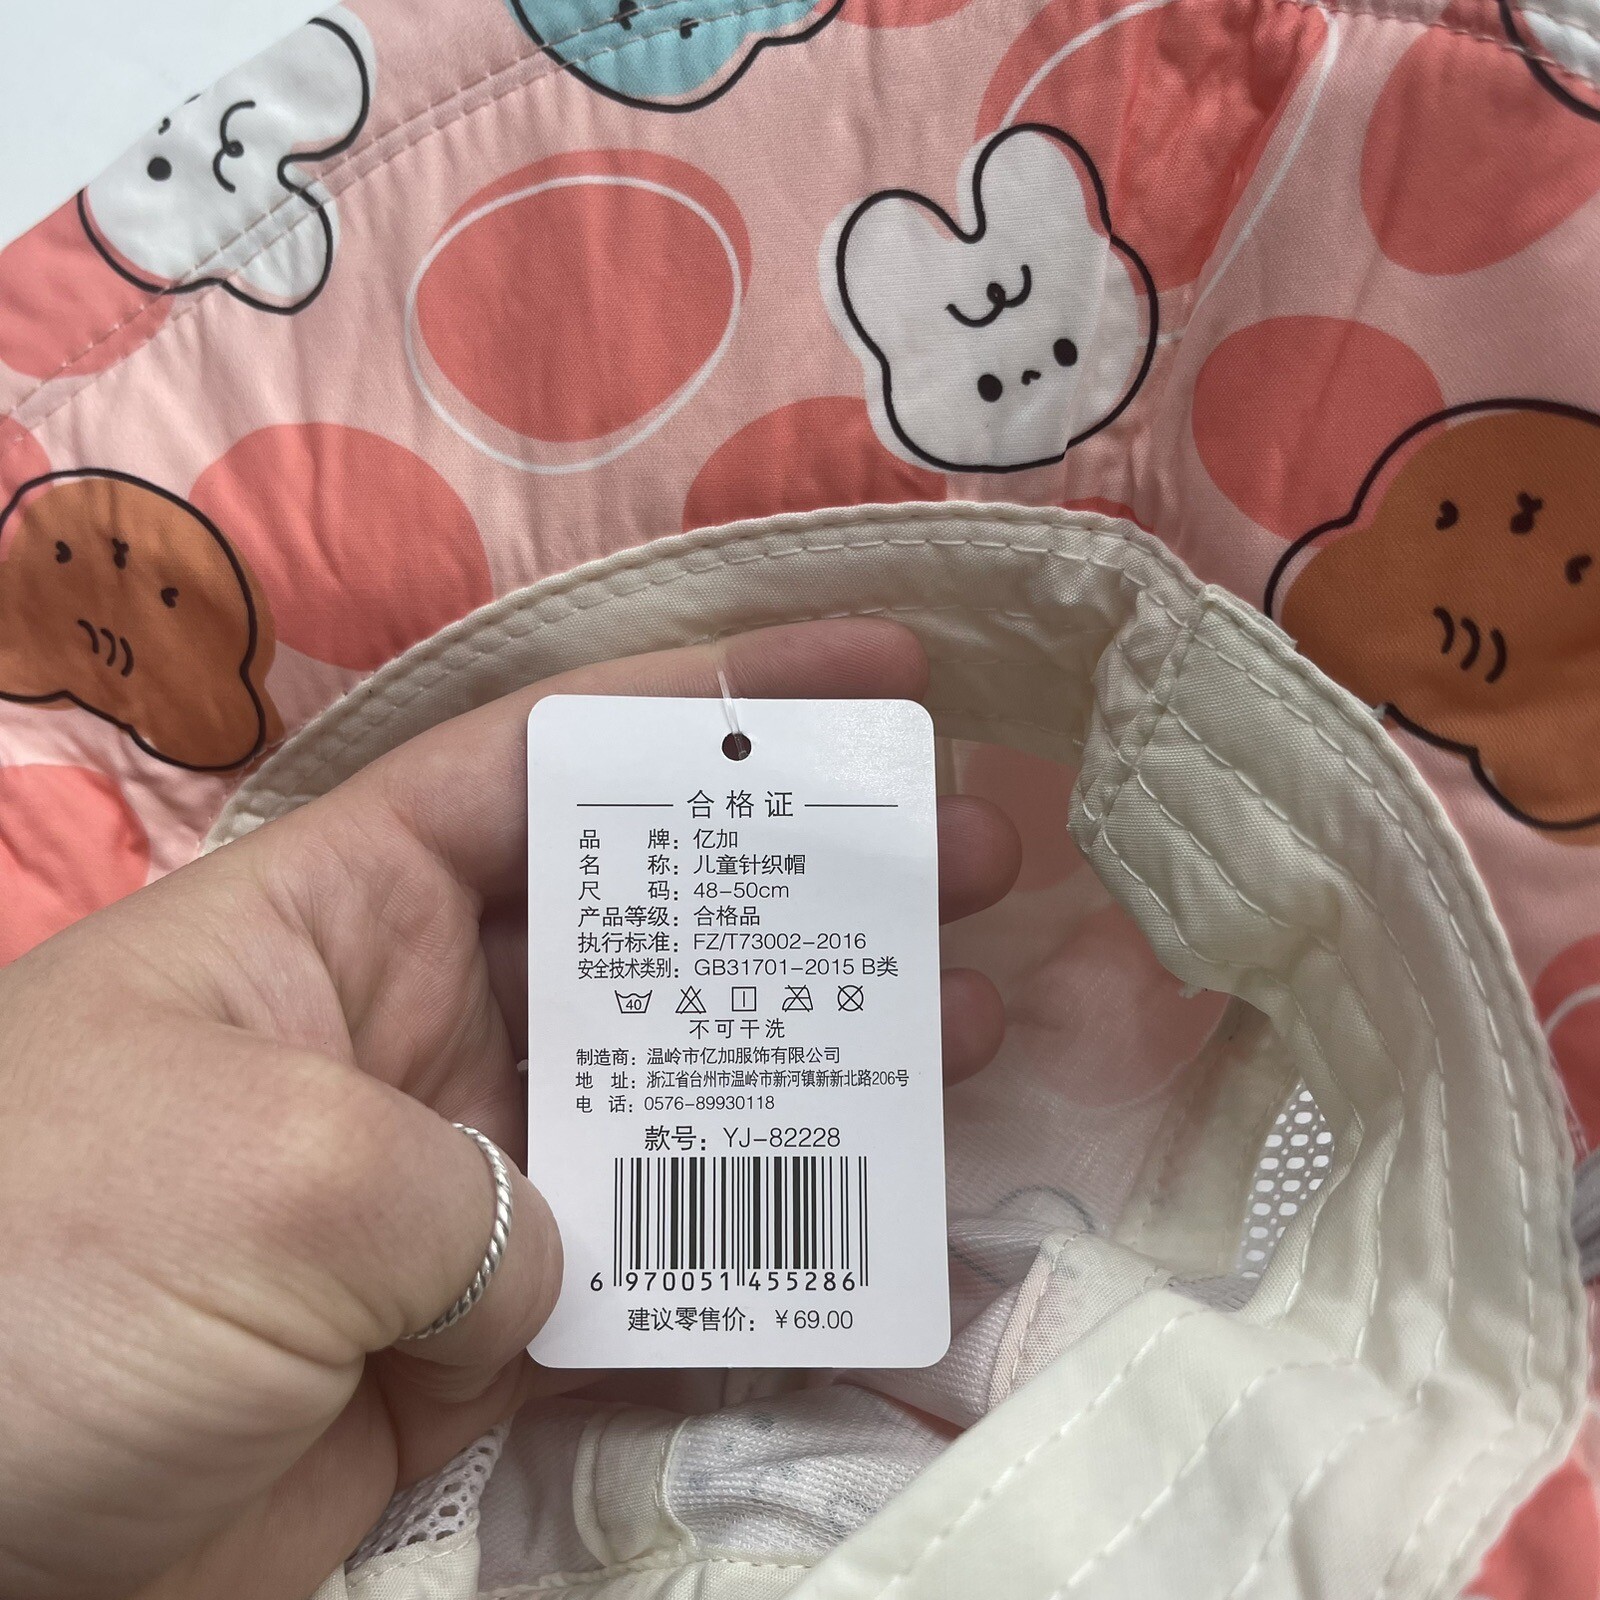 合格证
品 牌：亿加
名 称：儿童针织帽
尺 码：48-50cm
产品等级：合格品
执行标准：FZ/T73002-2016
安全技术类别：GB31701-2015 B类
40
不可干洗
制造商：温岭市亿加服饰有限公司
地 址：浙江省台州市温岭市新河镇新新北路206号
电 话：0576-89930118
款号：YJ-82228
6 970051 455286
建议零售价：￥69.00